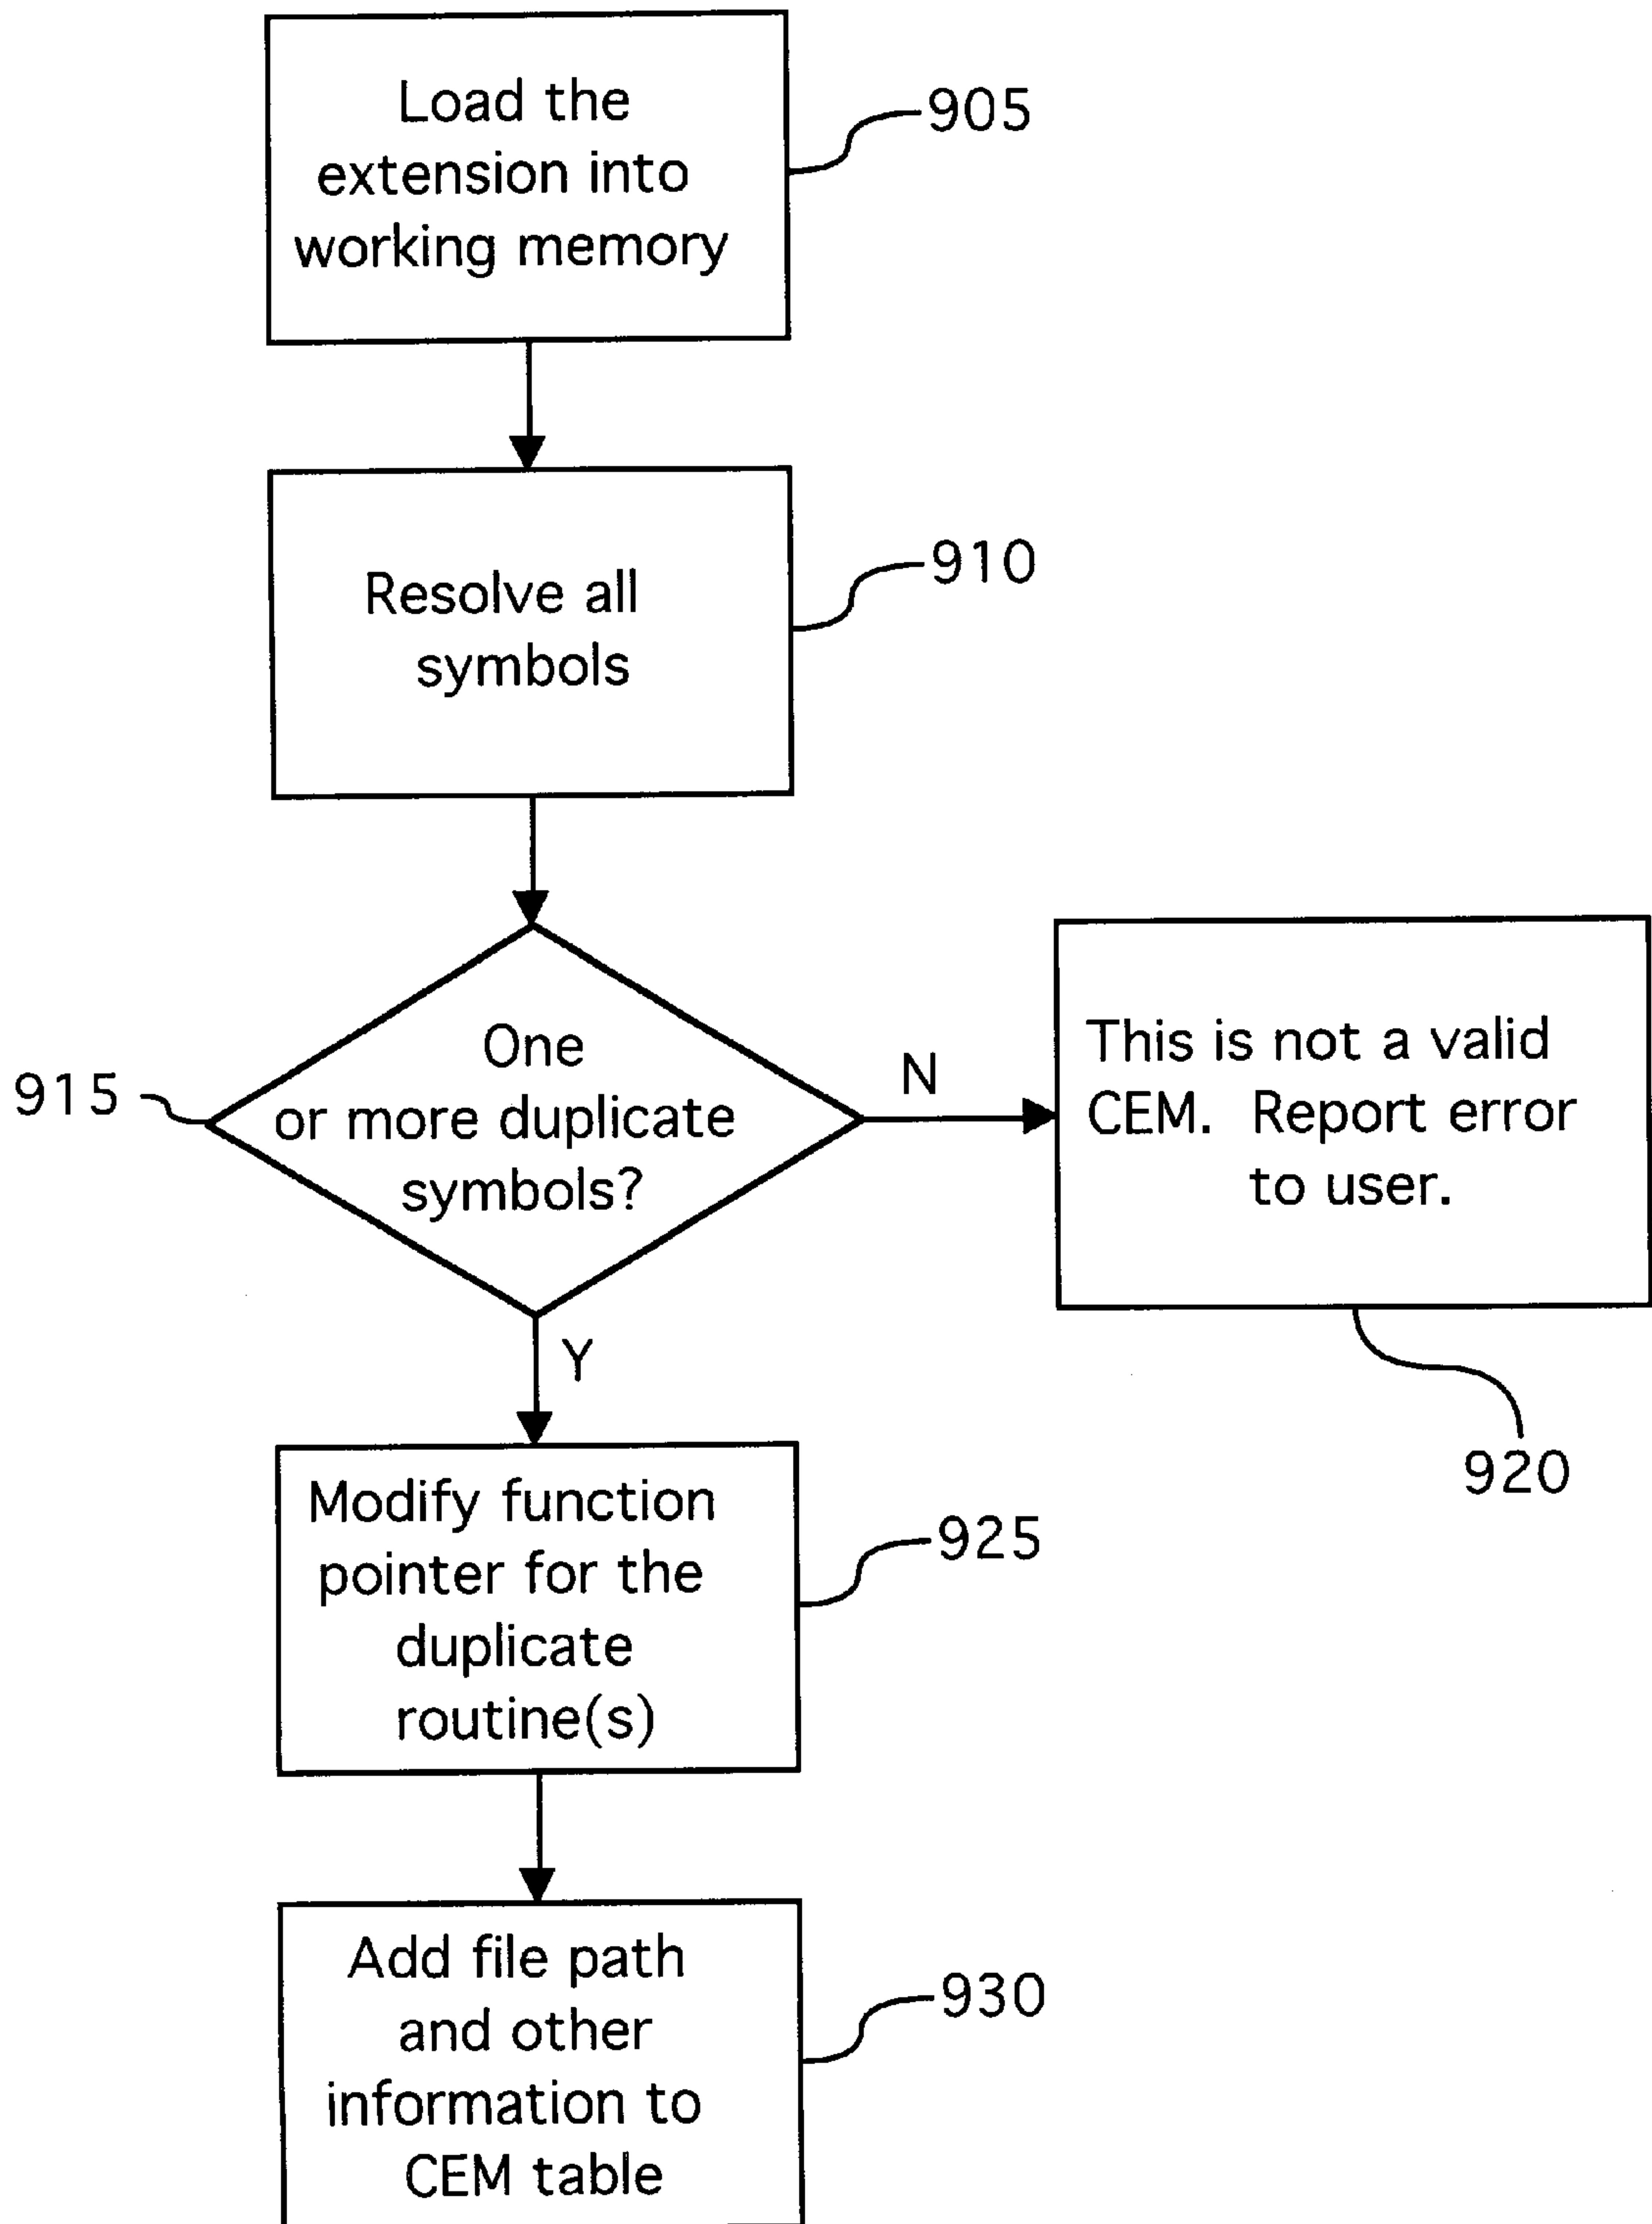 Load the
extension into
working memory
905
Resolve all
symbols
910
One
or more duplicate
symbols?
915
N
This is not a valid
CEM. Report error
to user.
920
Y
Modify function
pointer for the
duplicate
routine(s)
925
Add file path
and other
information to
CEM table
930